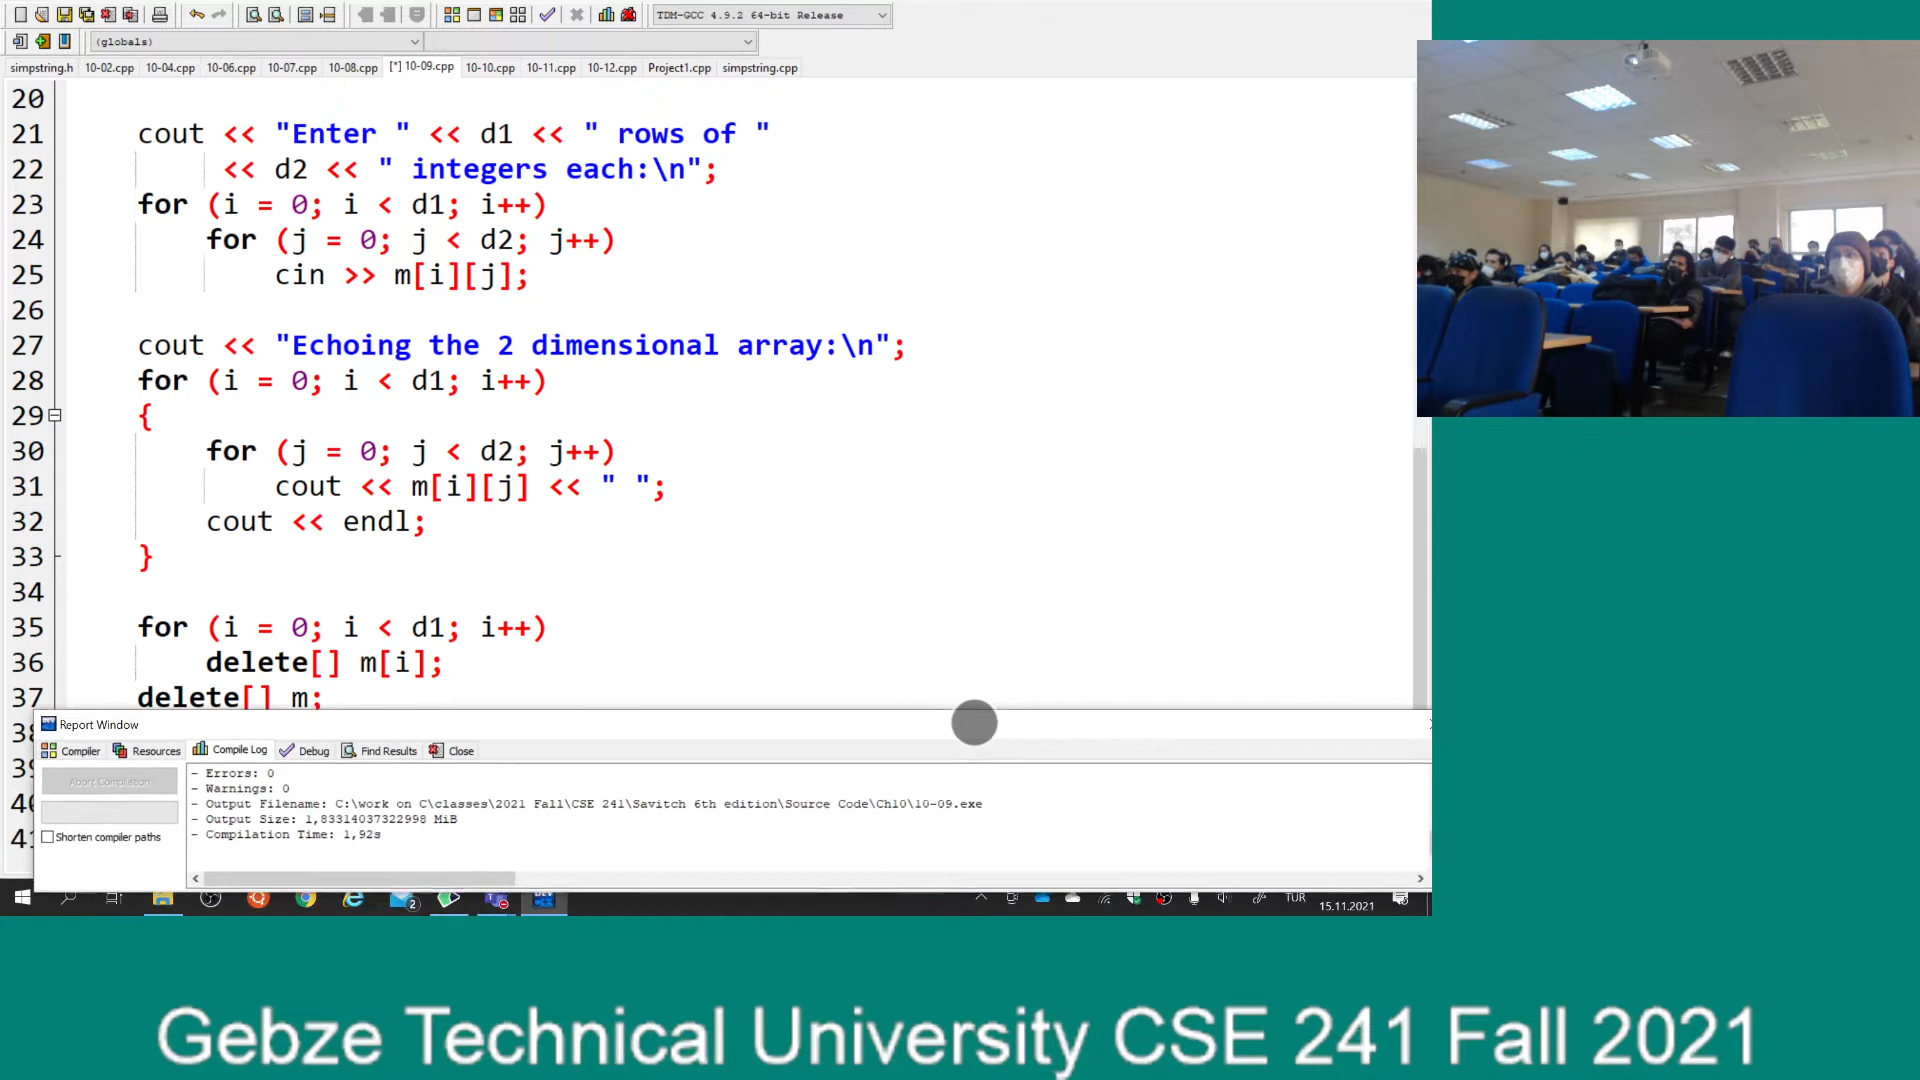 TDM-GCC 4.9.2 64-bit Release
(globals)
simpstring.h 10-02.cpp 10-04.cpp 10-06.cpp 10-07.cpp 10-08.cpp [*] 10-09.cpp 10-10.cpp 10-11.cpp 10-12.cpp Project1.cpp simpstring.cpp
20
21 cout << "Enter " << d1 << " rows of "
22 << d2 << " integers each:\n";
23 for (i = 0; i < d1; i++)
24 for (j = 0; j < d2; j++)
25 cin >> m[i][j];
26
27 cout << "Echoing the 2 dimensional array:\n";
28 for (i = 0; i < d1; i++)
29 {
30 for (j = 0; j < d2; j++)
31 cout << m[i][j] << " ";
32 cout << endl;
33 }
34
35 for (i = 0; i < d1; i++)
36 delete[] m[i];
37 delete[] m;
38
39
40
41
Report Window
Compiler Resources Compile Log Debug Find Results Close
Abort Compilation
Shorten compiler paths
- Errors: 0
- Warnings: 0
- Output Filename: C:\work on C\classes\2021 Fall\CSE 241\Savitch 6th edition\Source Code\Ch10\10-09.exe
- Output Size: 1,83314037322998 MiB
- Compilation Time: 1,92s
2
DEV
TUR
15.11.2021
Gebze Technical University CSE 241 Fall 2021